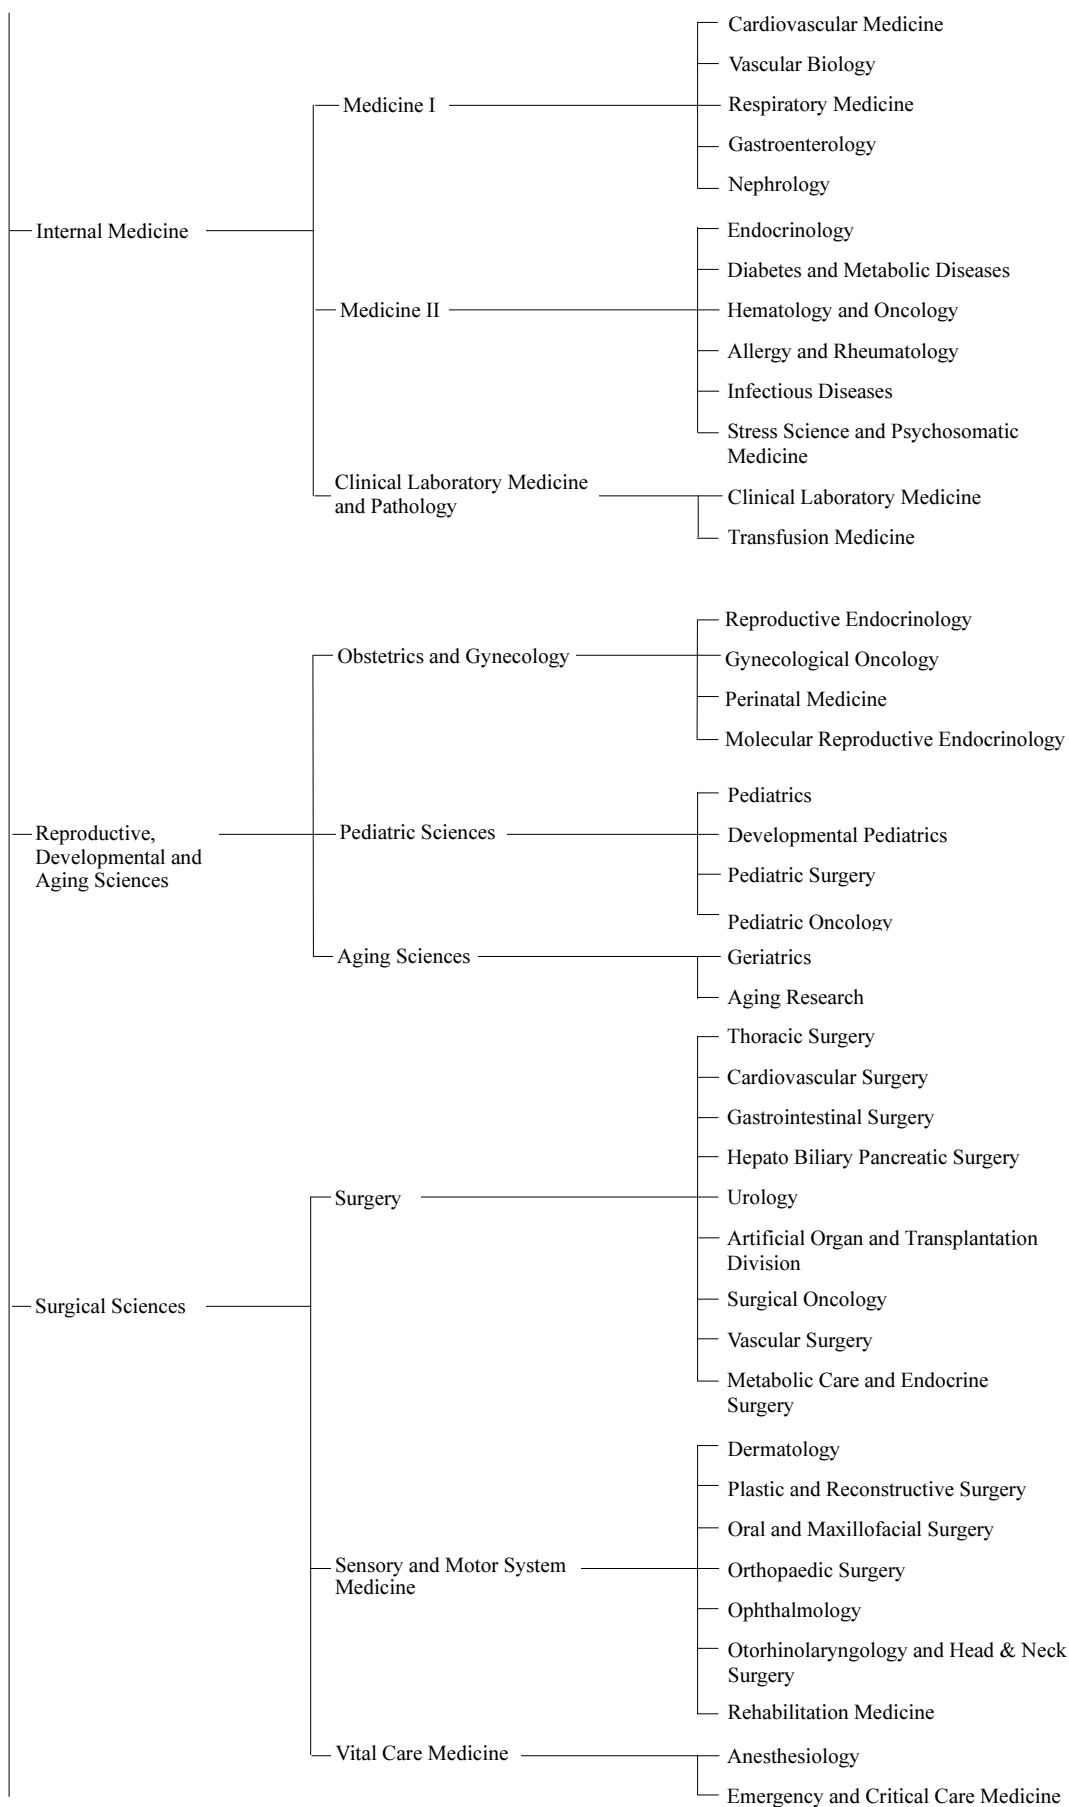 Cardiovascular Medicine
Vascular Biology
Medicine I
Respiratory Medicine
Gastroenterology
Nephrology
Internal Medicine
Endocrinology
Diabetes and Metabolic Diseases
Medicine II
Hematology and Oncology
Allergy and Rheumatology
Infectious Diseases
Stress Science and Psychosomatic
Medicine
Clinical Laboratory Medicine
and Pathology
Clinical Laboratory Medicine
Transfusion Medicine
Reproductive Endocrinology
Obstetrics and Gynecology
Gynecological Oncology
Perinatal Medicine
Molecular Reproductive Endocrinology
Pediatrics
Reproductive,
Developmental and
Aging Sciences
Pediatric Sciences
Developmental Pediatrics
Pediatric Surgery
Pediatric Oncology
Aging Sciences
Geriatrics
Aging Research
Thoracic Surgery
Cardiovascular Surgery
Gastrointestinal Surgery
Hepato Biliary Pancreatic Surgery
Surgery
Urology
Artificial Organ and Transplantation
Division
Surgical Sciences
Surgical Oncology
Vascular Surgery
Metabolic Care and Endocrine
Surgery
Dermatology
Plastic and Reconstructive Surgery
Oral and Maxillofacial Surgery
Sensory and Motor System
Medicine
Orthopaedic Surgery
Ophthalmology
Otorhinolaryngology and Head & Neck
Surgery
Rehabilitation Medicine
Vital Care Medicine
Anesthesiology
Emergency and Critical Care Medicine